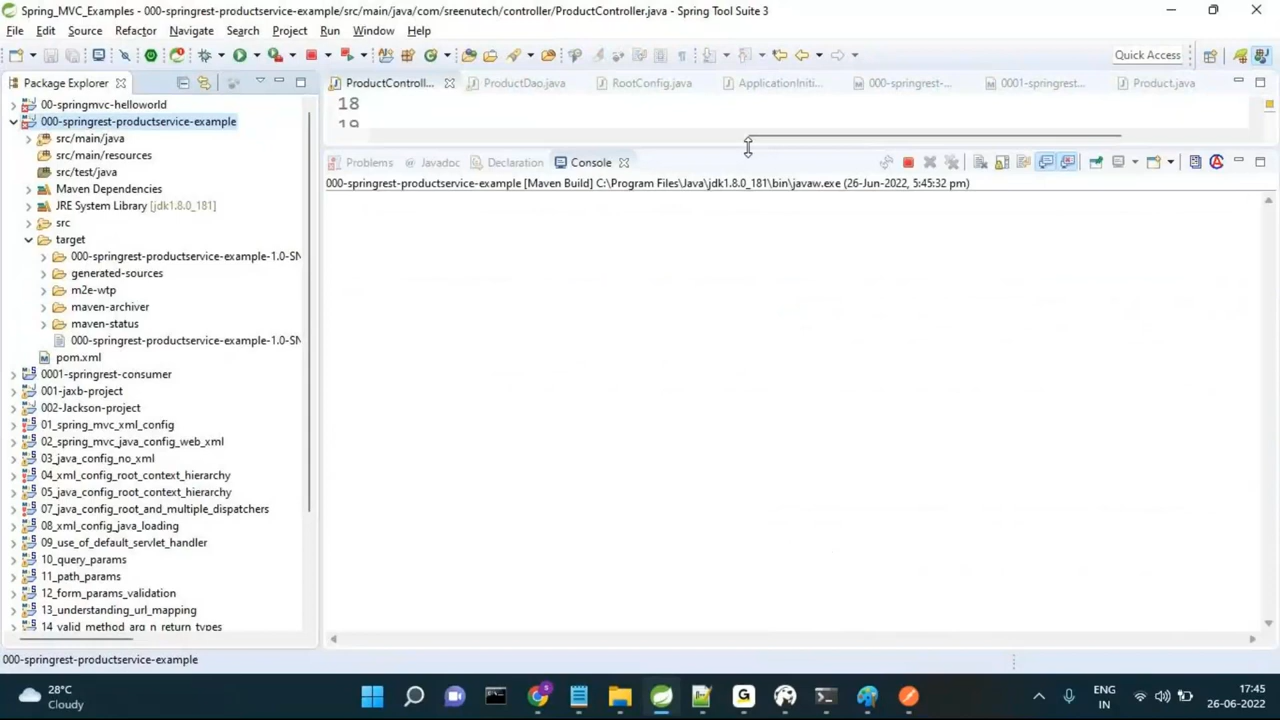 Spring_MVC_Examples - 000-springrest-productservice-example/src/main/java/com/sreenutech/controller/ProductController.java - Spring Tool Suite 3
File Edit Source Refactor Navigate Search Project Run Window Help
Quick Access
Package Explorer
ProductControll... ProductDao.java RootConfig.java ApplicationIniti... 000-springrest-... 0001-springrest... Product.java
18
19
00-springmvc-helloworld
000-springrest-productservice-example
src/main/java
src/main/resources
src/test/java
Maven Dependencies
JRE System Library [jdk1.8.0_181]
src
target
000-springrest-productservice-example-1.0-SN
generated-sources
m2e-wtp
maven-archiver
maven-status
000-springrest-productservice-example-1.0-SN
pom.xml
0001-springrest-consumer
001-jaxb-project
002-Jackson-project
01_spring_mvc_xml_config
02_spring_mvc_java_config_web_xml
03_java_config_no_xml
04_xml_config_root_context_hierarchy
05_java_config_root_context_hierarchy
07_java_config_root_and_multiple_dispatchers
08_xml_config_java_loading
09_use_of_default_servlet_handler
10_query_params
11_path_params
12_form_params_validation
13_understanding_url_mapping
14_valid_method_arg_n_return_types
Problems Javadoc Declaration Console
000-springrest-productservice-example [Maven Build] C:\Program Files\Java\jdk1.8.0_181\bin\javaw.exe (26-Jun-2022, 5:45:32 pm)
000-springrest-productservice-example
28°C
Cloudy
ENG
IN
17:45
26-06-2022